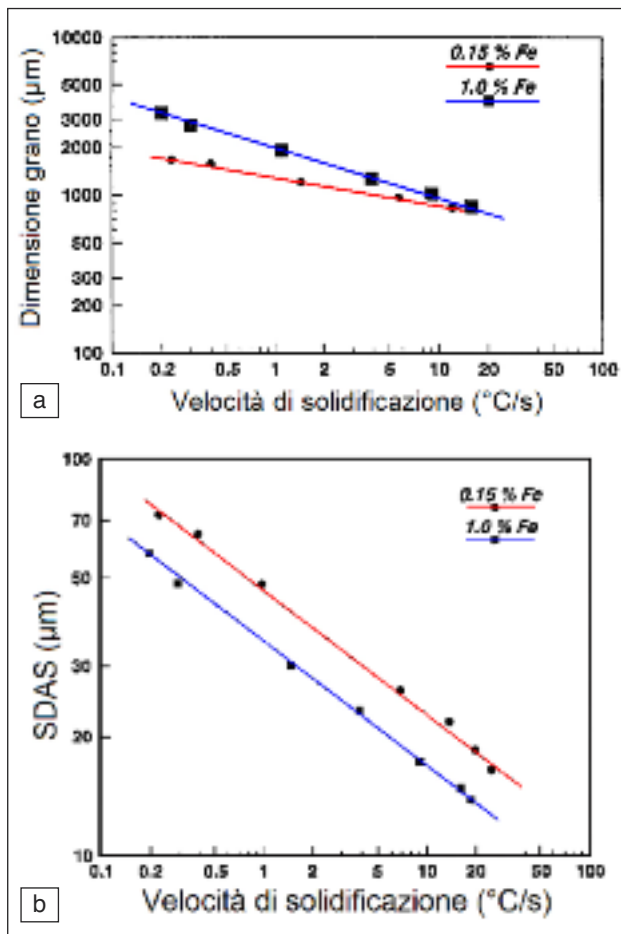 10000
5000
3000
2000
1000
500
300
200
100
Dimensione grano (µm)
0.15 % Fe
1.0 % Fe
0.1 0.2 0.5 1 2 5 10 20 50 100
Velocità di solidificazione (°C/s)
a
100
70
50
30
20
10
SDAS (µm)
0.15 % Fe
1.0 % Fe
0.1 0.2 0.5 1 2 5 10 20 50 100
Velocità di solidificazione (°C/s)
b